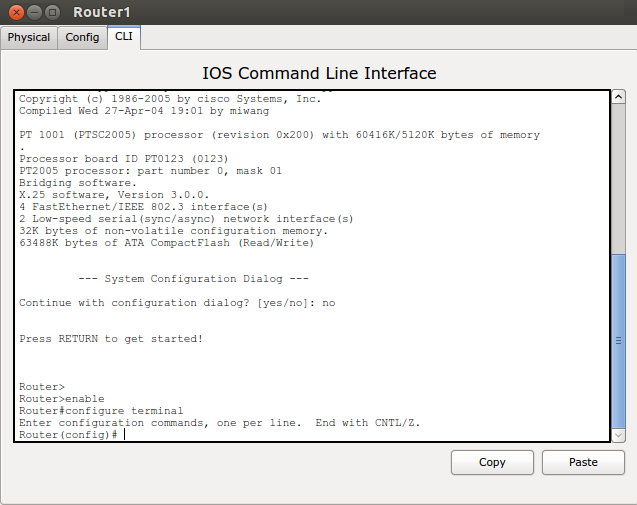 Router1
Physical Config CLI
IOS Command Line Interface
Copyright (c) 1986-2005 by cisco Systems, Inc.
Compiled Wed 27-Apr-04 19:01 by miwang
PT 1001 (PTSC2005) processor (revision 0x200) with 60416K/5120K bytes of memory
.
Processor board ID PT0123 (0123)
PT2005 processor: part number 0, mask 01
Bridging software.
X.25 software, Version 3.0.0.
4 FastEthernet/IEEE 802.3 interface(s)
2 Low-speed serial(sync/async) network interface(s)
32K bytes of non-volatile configuration memory.
63488K bytes of ATA CompactFlash (Read/Write)
--- System Configuration Dialog ---
Continue with configuration dialog? [yes/no]: no
Press RETURN to get started!
Router>
Router>enable
Router#configure terminal
Enter configuration commands, one per line.  End with CNTL/Z.
Router(config)#
Copy Paste